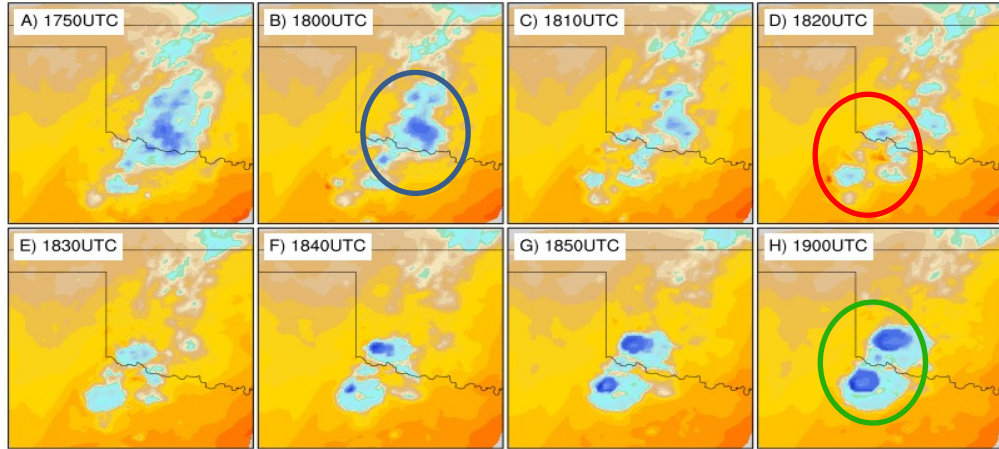 A) 1750UTC
B) 1800UTC
C) 1810UTC
D) 1820UTC
E) 1830UTC
F) 1840UTC
G) 1850UTC
H) 1900UTC